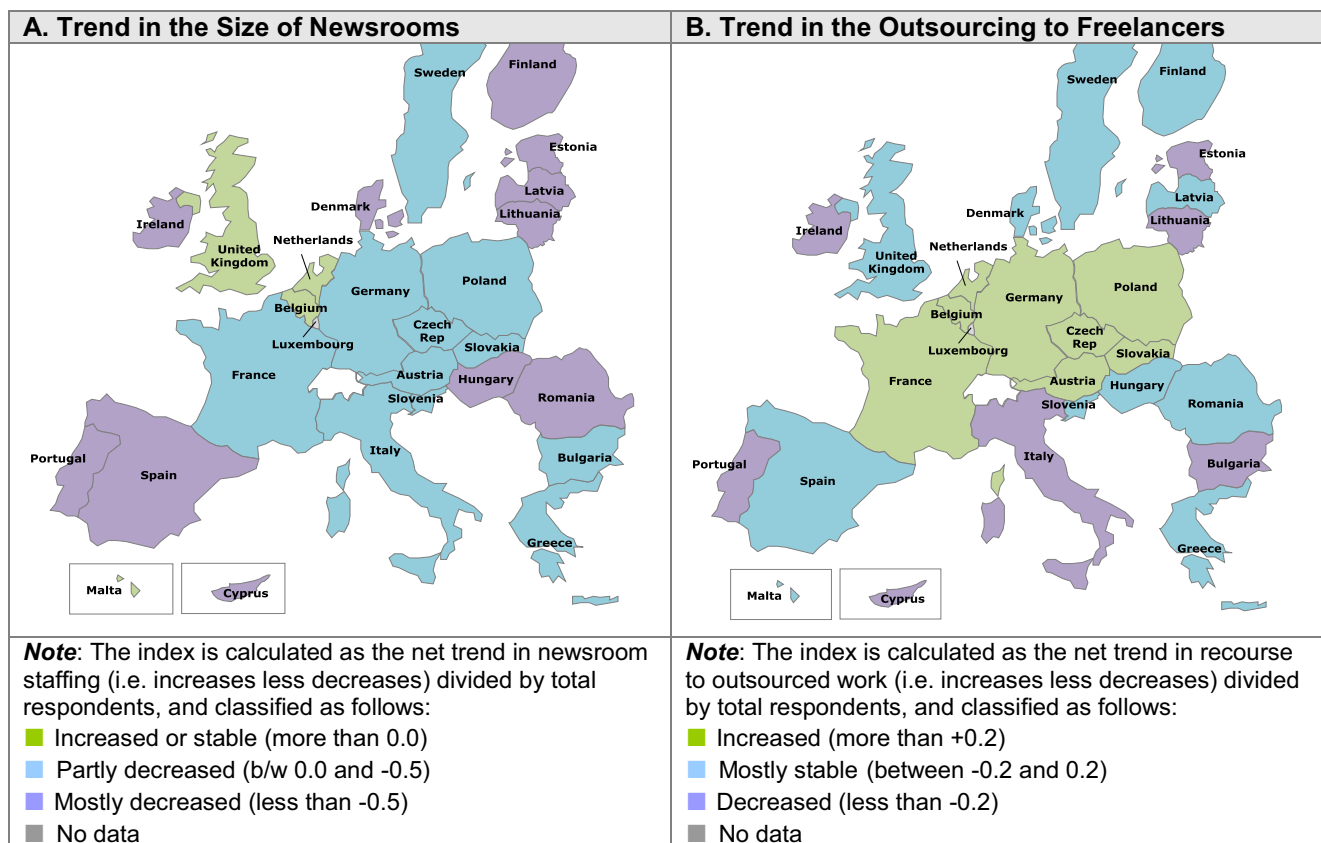 A. Trend in the Size of Newsrooms
Sweden
Finland
Estonia
Latvia
Lithuania
Denmark
Ireland
Netherlands
United
Kingdom
Germany
Poland
Belgium
Luxembourg
Czech
Rep
Slovakia
France
Austria
Hungary
Slovenia
Romania
Italy
Bulgaria
Portugal
Spain
Greece
Malta
Cyprus
Note: The index is calculated as the net trend in newsroom
staffing (i.e. increases less decreases) divided by total
respondents, and classified as follows:
Increased or stable (more than 0.0)
Partly decreased (b/w 0.0 and -0.5)
Mostly decreased (less than -0.5)
No data
B. Trend in the Outsourcing to Freelancers
Sweden
Finland
Estonia
Latvia
Lithuania
Denmark
Ireland
Netherlands
United
Kingdom
Germany
Poland
Belgium
Luxembourg
Czech
Rep
Slovakia
France
Austria
Hungary
Slovenia
Romania
Italy
Bulgaria
Portugal
Spain
Greece
Malta
Cyprus
Note: The index is calculated as the net trend in recourse
to outsourced work (i.e. increases less decreases) divided
by total respondents, and classified as follows:
Increased (more than +0.2)
Mostly stable (between -0.2 and 0.2)
Decreased (less than -0.2)
No data